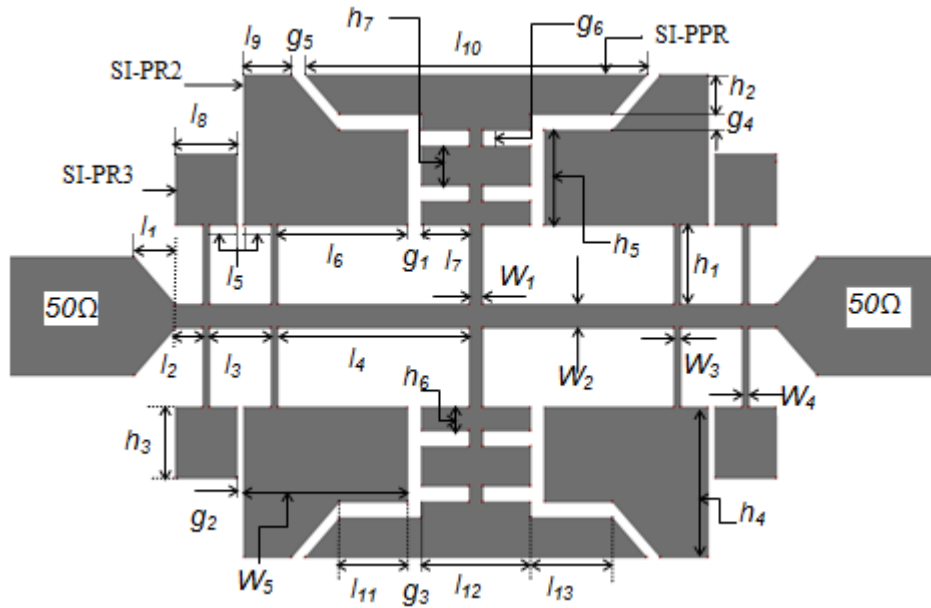 h₇ g₆
l₉ g₅ l₁₀ SI-PPR
SI-PR2
h₂
l₈ g₄
SI-PR3
l₁ h₅
l₅ l₆ g₁ l₇ h₁
W₁
50Ω 50Ω
l₂ l₃ l₄ W₂ W₃
h₆ W₄
h₃
g₂ h₄
W₅ l₁₁ g₃ l₁₂ l₁₃